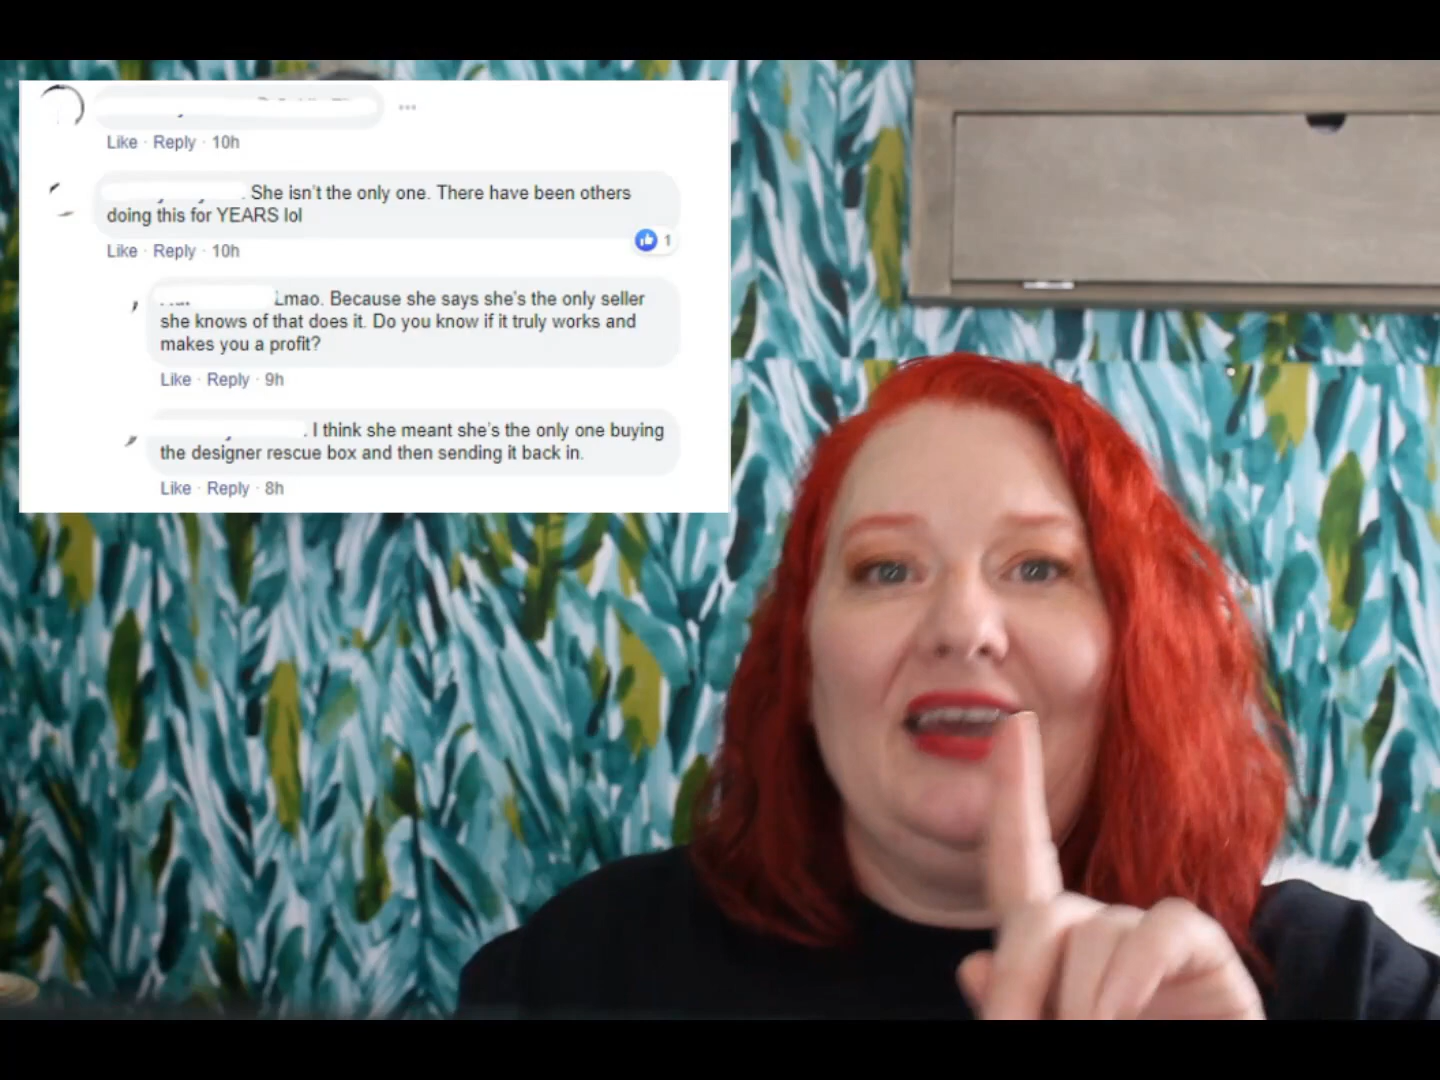 Like · Reply · 10h
. She isn't the only one. There have been others
doing this for YEARS lol
1
Like · Reply · 10h
Lmao. Because she says she's the only seller
she knows of that does it. Do you know if it truly works and
makes you a profit?
Like · Reply · 9h
. I think she meant she's the only one buying
the designer rescue box and then sending it back in.
Like · Reply · 8h